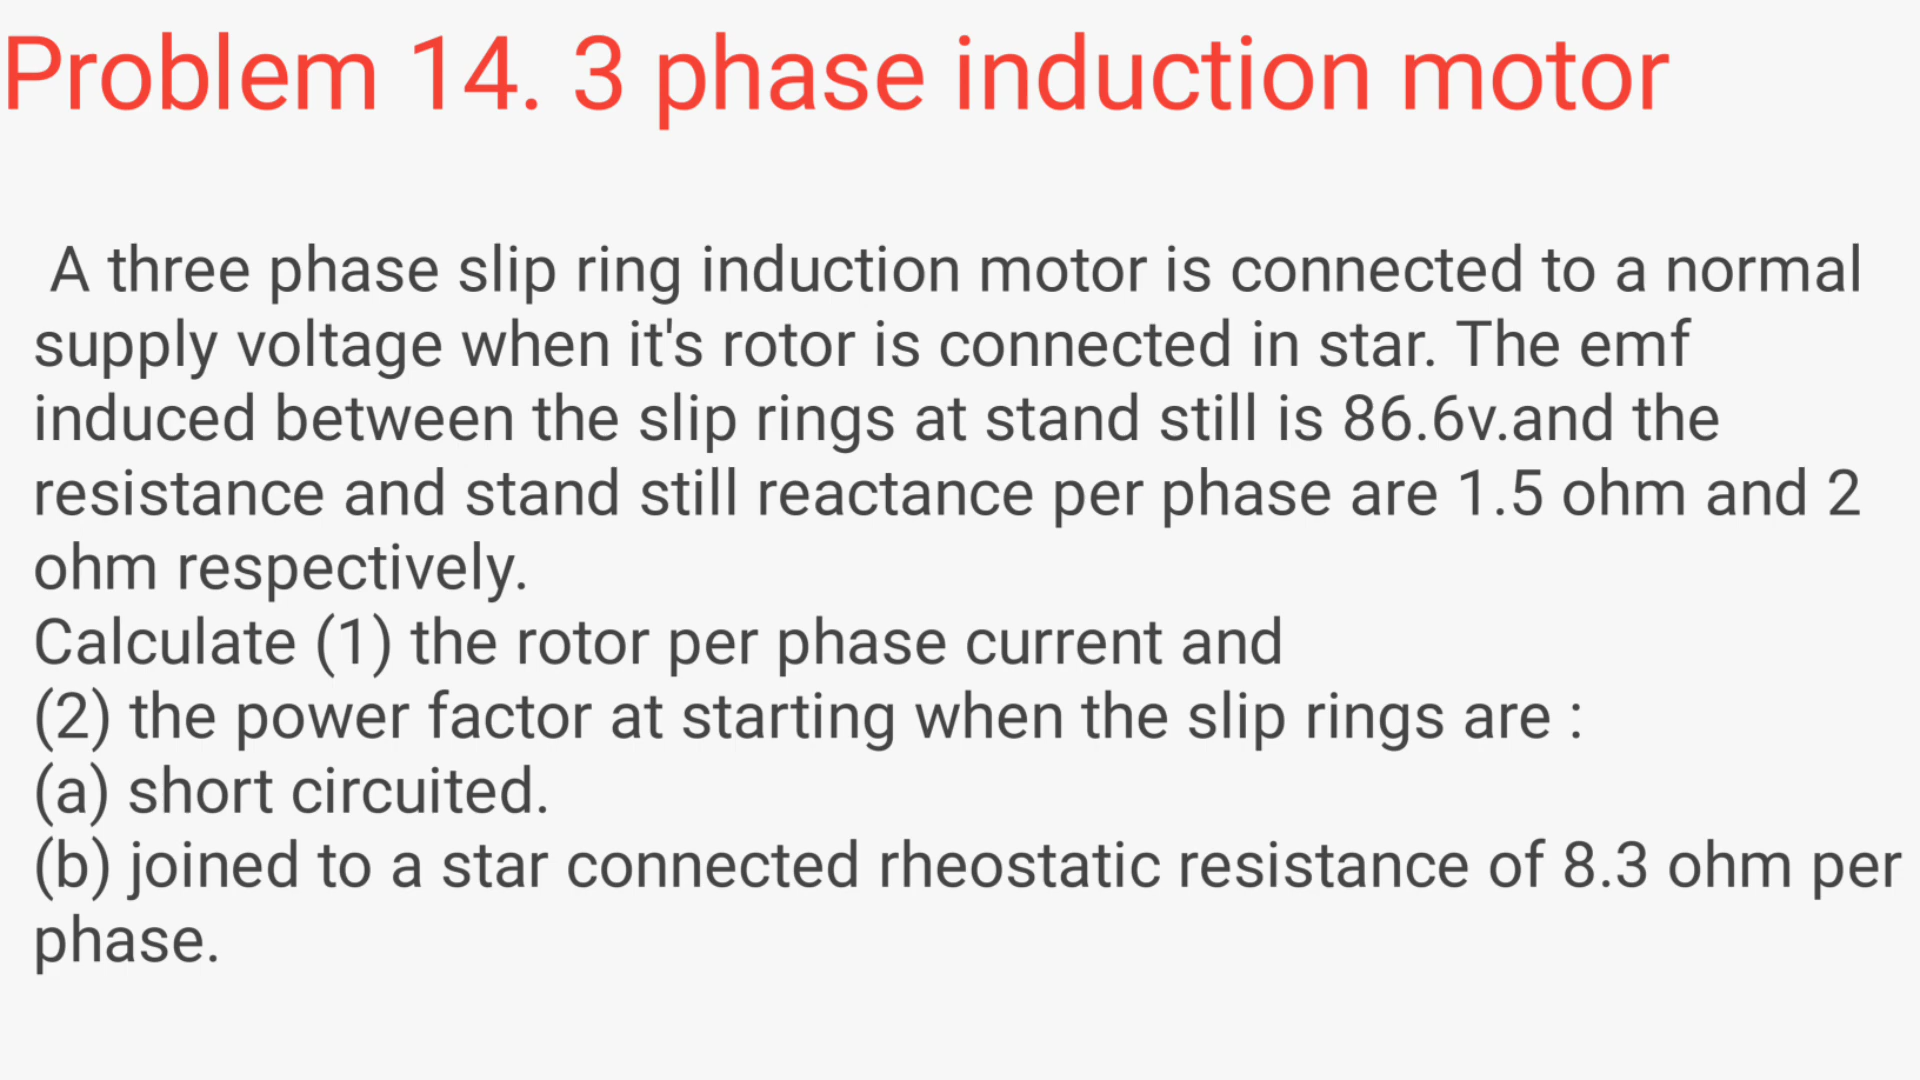 Problem 14. 3 phase induction motor
A three phase slip ring induction motor is connected to a normal
supply voltage when it's rotor is connected in star. The emf
induced between the slip rings at stand still is 86.6v.and the
resistance and stand still reactance per phase are 1.5 ohm and 2
ohm respectively.
Calculate (1) the rotor per phase current and
(2) the power factor at starting when the slip rings are :
(a) short circuited.
(b) joined to a star connected rheostatic resistance of 8.3 ohm per
phase.